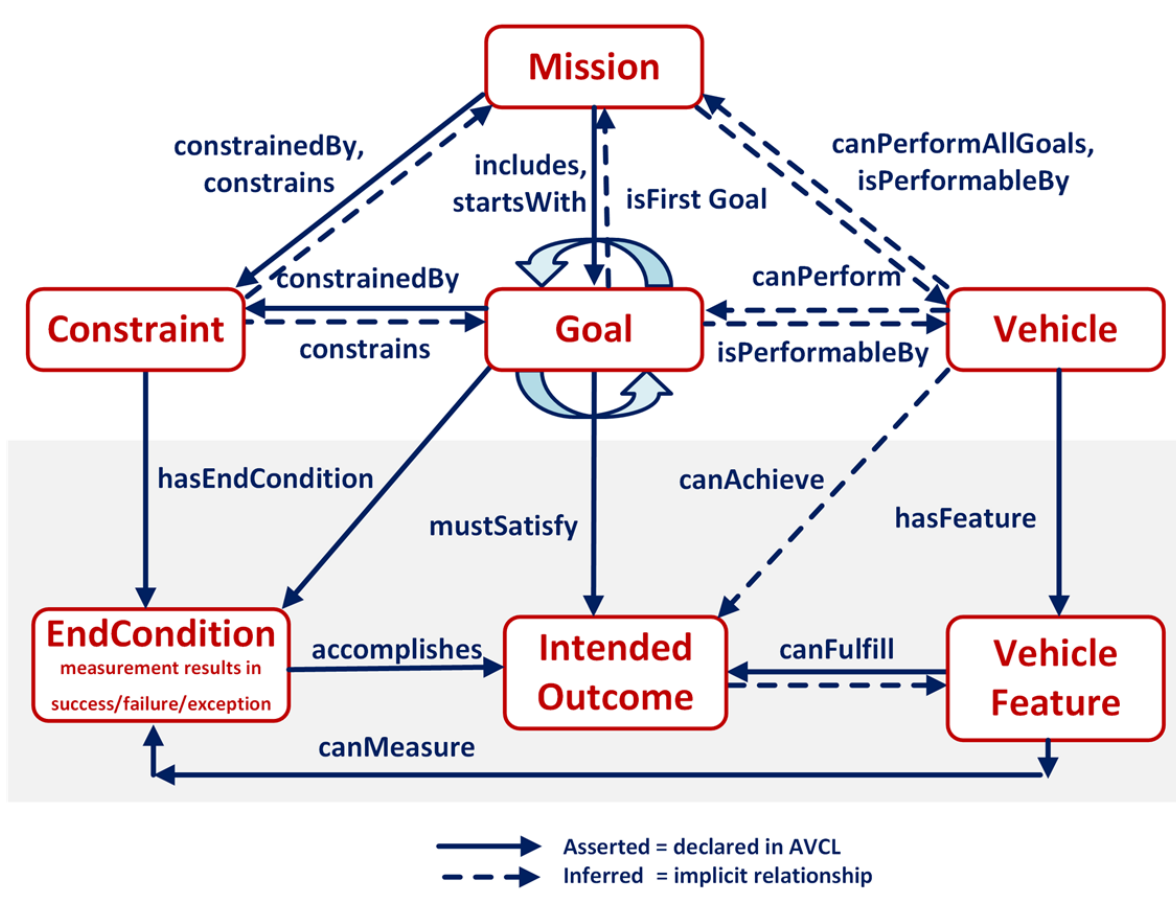 Mission
constrainedBy,
constrains
includes,
startsWith
isFirst Goal
canPerformAllGoals,
isPerformableBy
constrainedBy
canPerform
Constraint
Goal
Vehicle
constrains
isPerformableBy
hasEndCondition
canAchieve
mustSatisfy
hasFeature
EndCondition
measurement results in
success/failure/exception
accomplishes
Intended
Outcome
canFulfill
Vehicle
Feature
canMeasure
Asserted = declared in AVCL
Inferred = implicit relationship